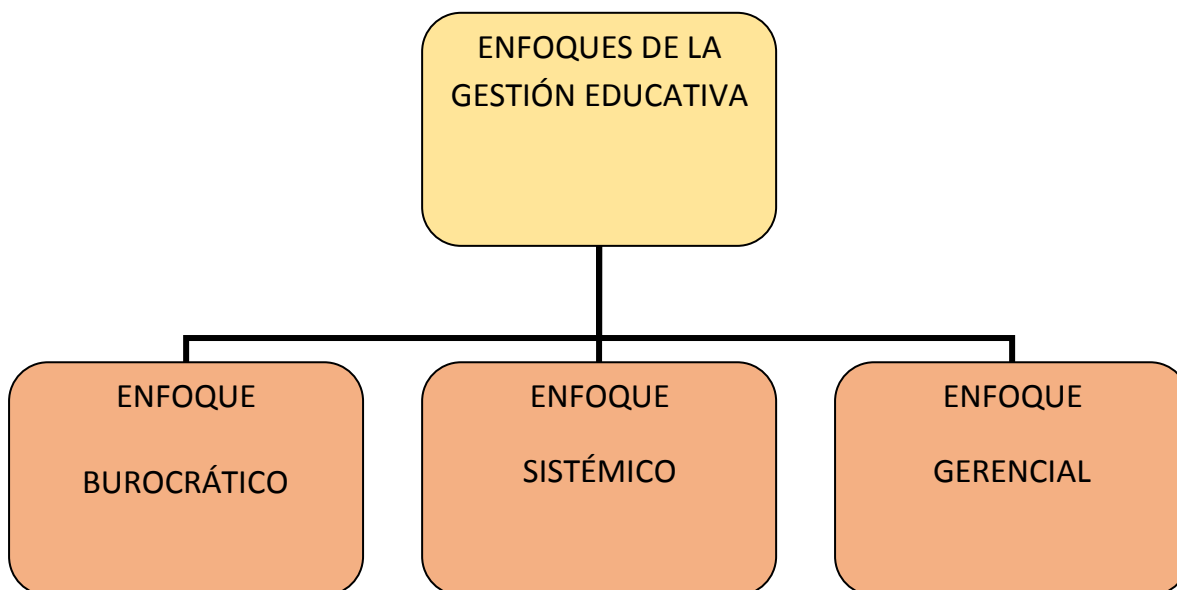 ENFOQUES DE LA
GESTIÓN EDUCATIVA
ENFOQUE
BUROCRÁTICO
ENFOQUE
SISTÉMICO
ENFOQUE
GERENCIAL